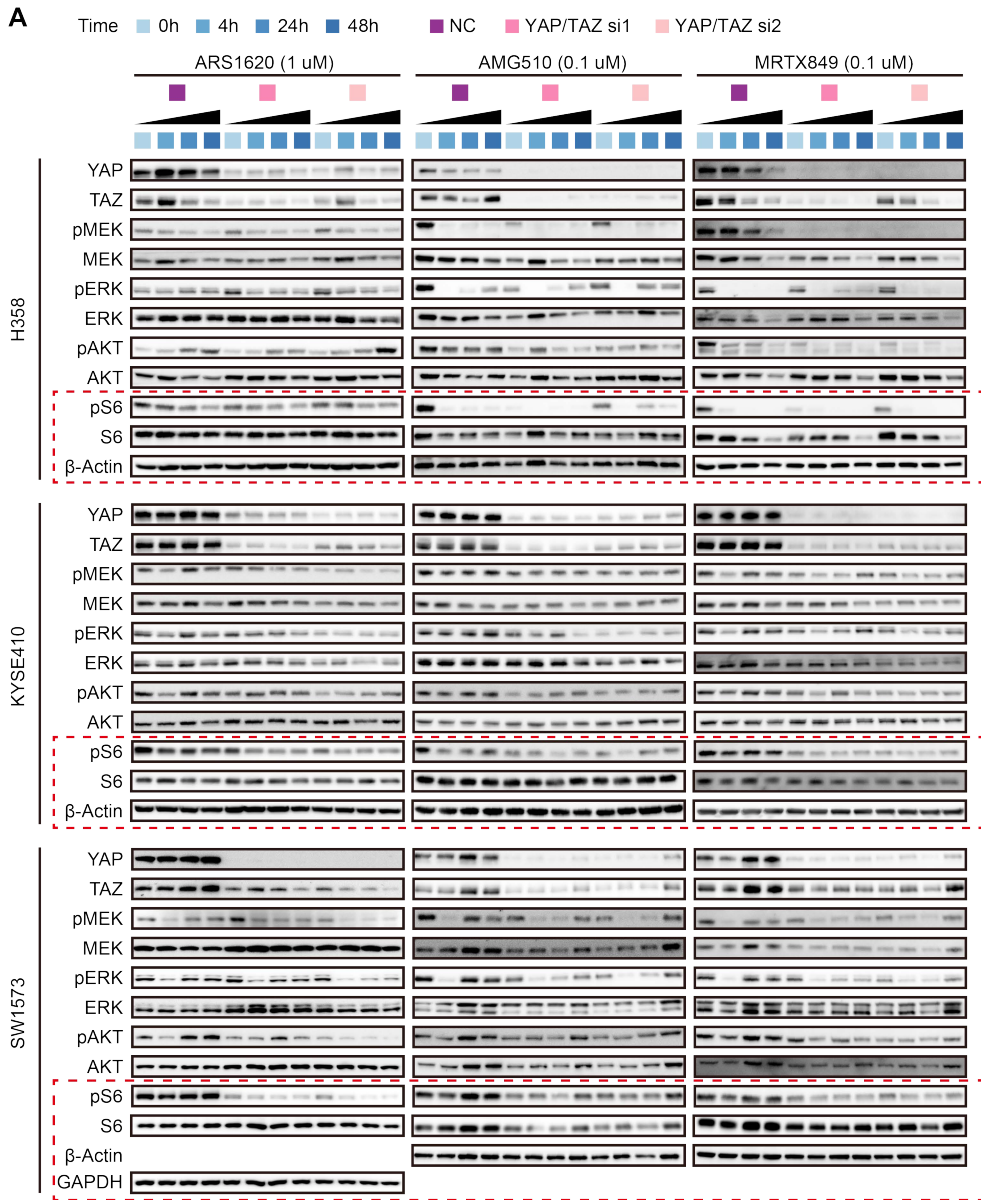 A
Time 0h 4h 24h 48h NC YAP/TAZ si1 YAP/TAZ si2
ARS1620 (1 uM) AMG510 (0.1 uM) MRTX849 (0.1 uM)
H358
YAP
TAZ
pMEK
MEK
pERK
ERK
pAKT
AKT
pS6
S6
β-Actin
KYSE410
YAP
TAZ
pMEK
MEK
pERK
ERK
pAKT
AKT
pS6
S6
β-Actin
SW1573
YAP
TAZ
pMEK
MEK
pERK
ERK
pAKT
AKT
pS6
S6
β-Actin
GAPDH